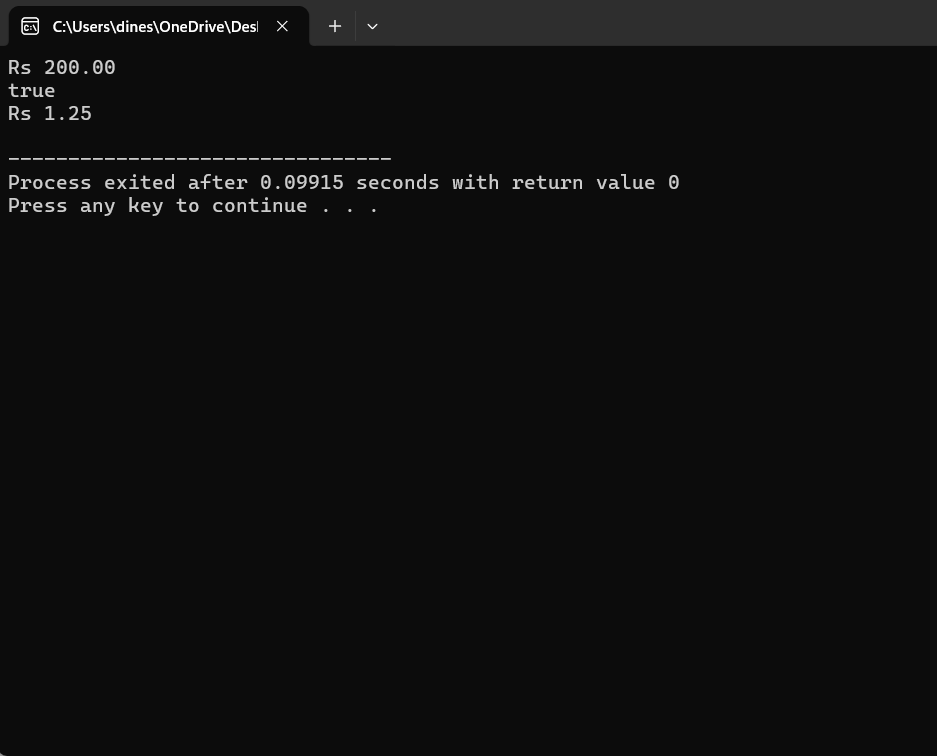 C:\Users\dines\OneDrive\Des
Rs 200.00
true
Rs 1.25
--------------------------------
Process exited after 0.09915 seconds with return value 0
Press any key to continue . . .